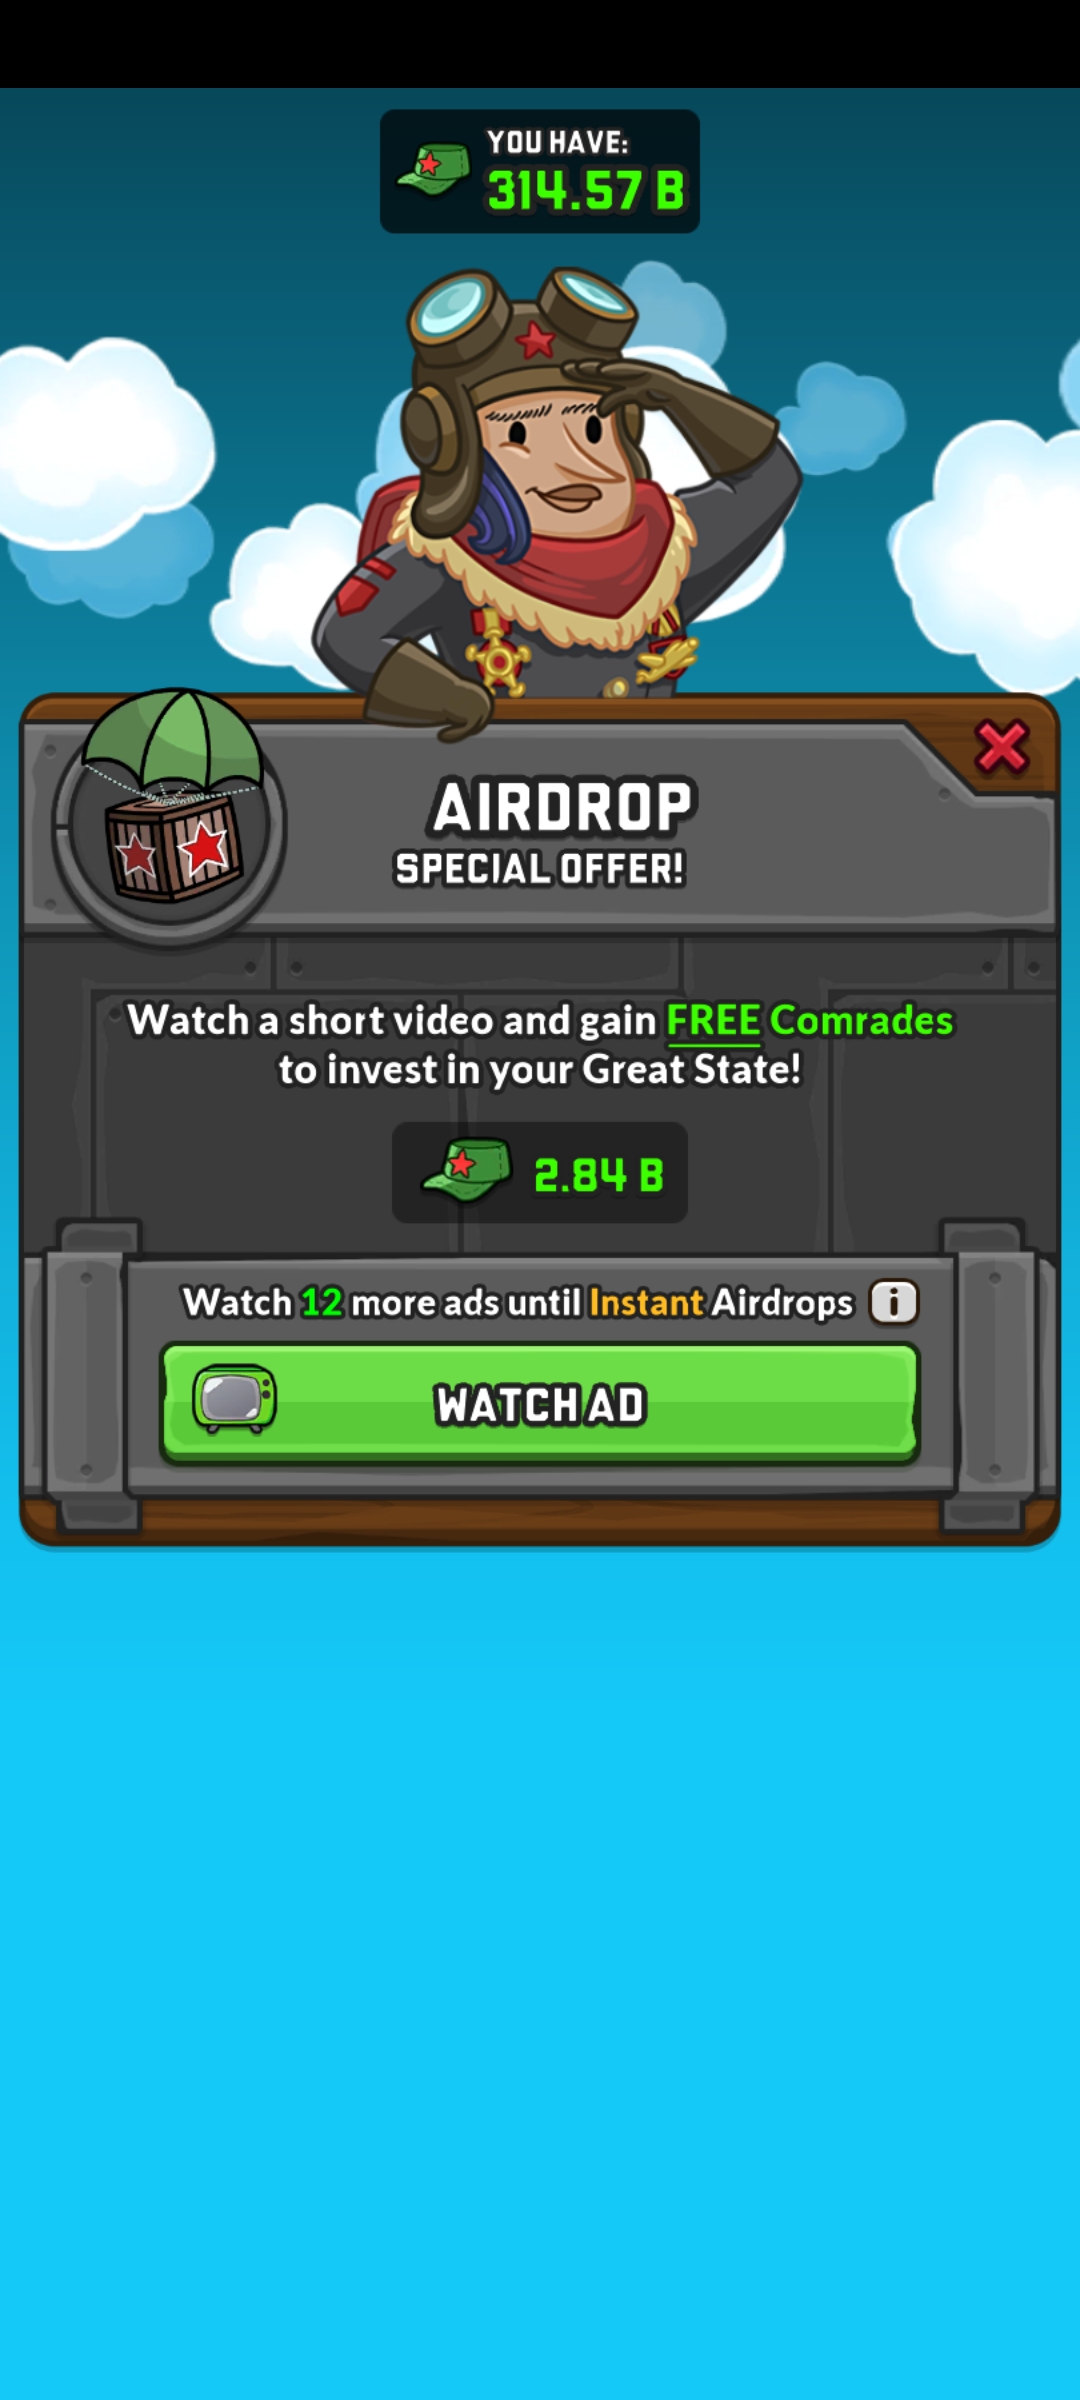 YOU HAVE:
314.57 B
AIRDROP
SPECIAL OFFER!
Watch a short video and gain FREE Comrades
to invest in your Great State!
2.84 B
Watch 12 more ads until Instant Airdrops i
WATCH AD